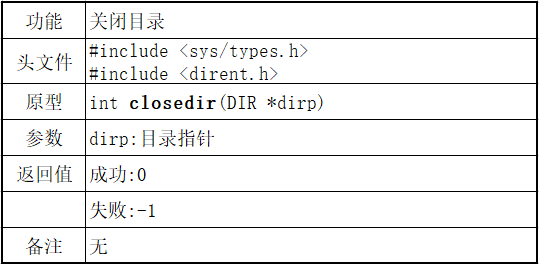 功能 关闭目录
头文件 #include <sys/types.h>
#include <dirent.h>
原型 int closedir(DIR *dirp)
参数 dirp:目录指针
返回值 成功:0
失败:-1
备注 无